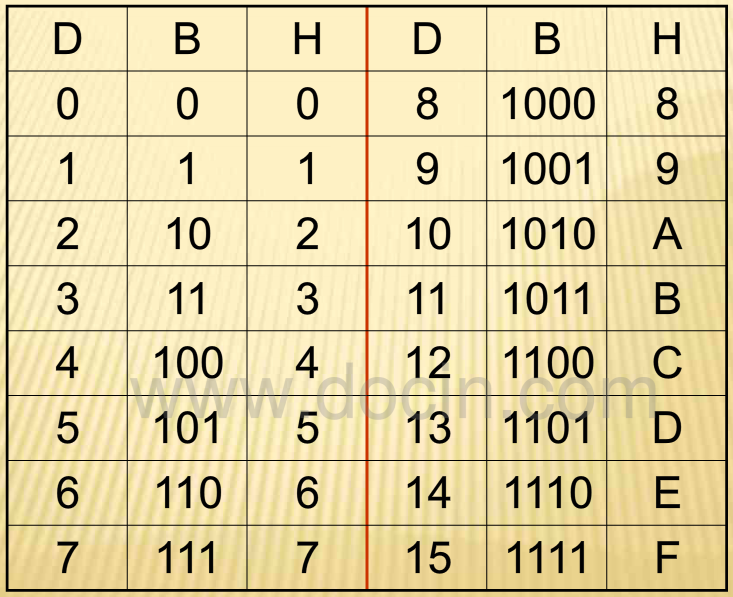 D B H D B H
0 0 0 8 1000 8
1 1 1 9 1001 9
2 10 2 10 1010 A
3 11 3 11 1011 B
4 100 4 12 1100 C
www.docin.com
5 101 5 13 1101 D
6 110 6 14 1110 E
7 111 7 15 1111 F